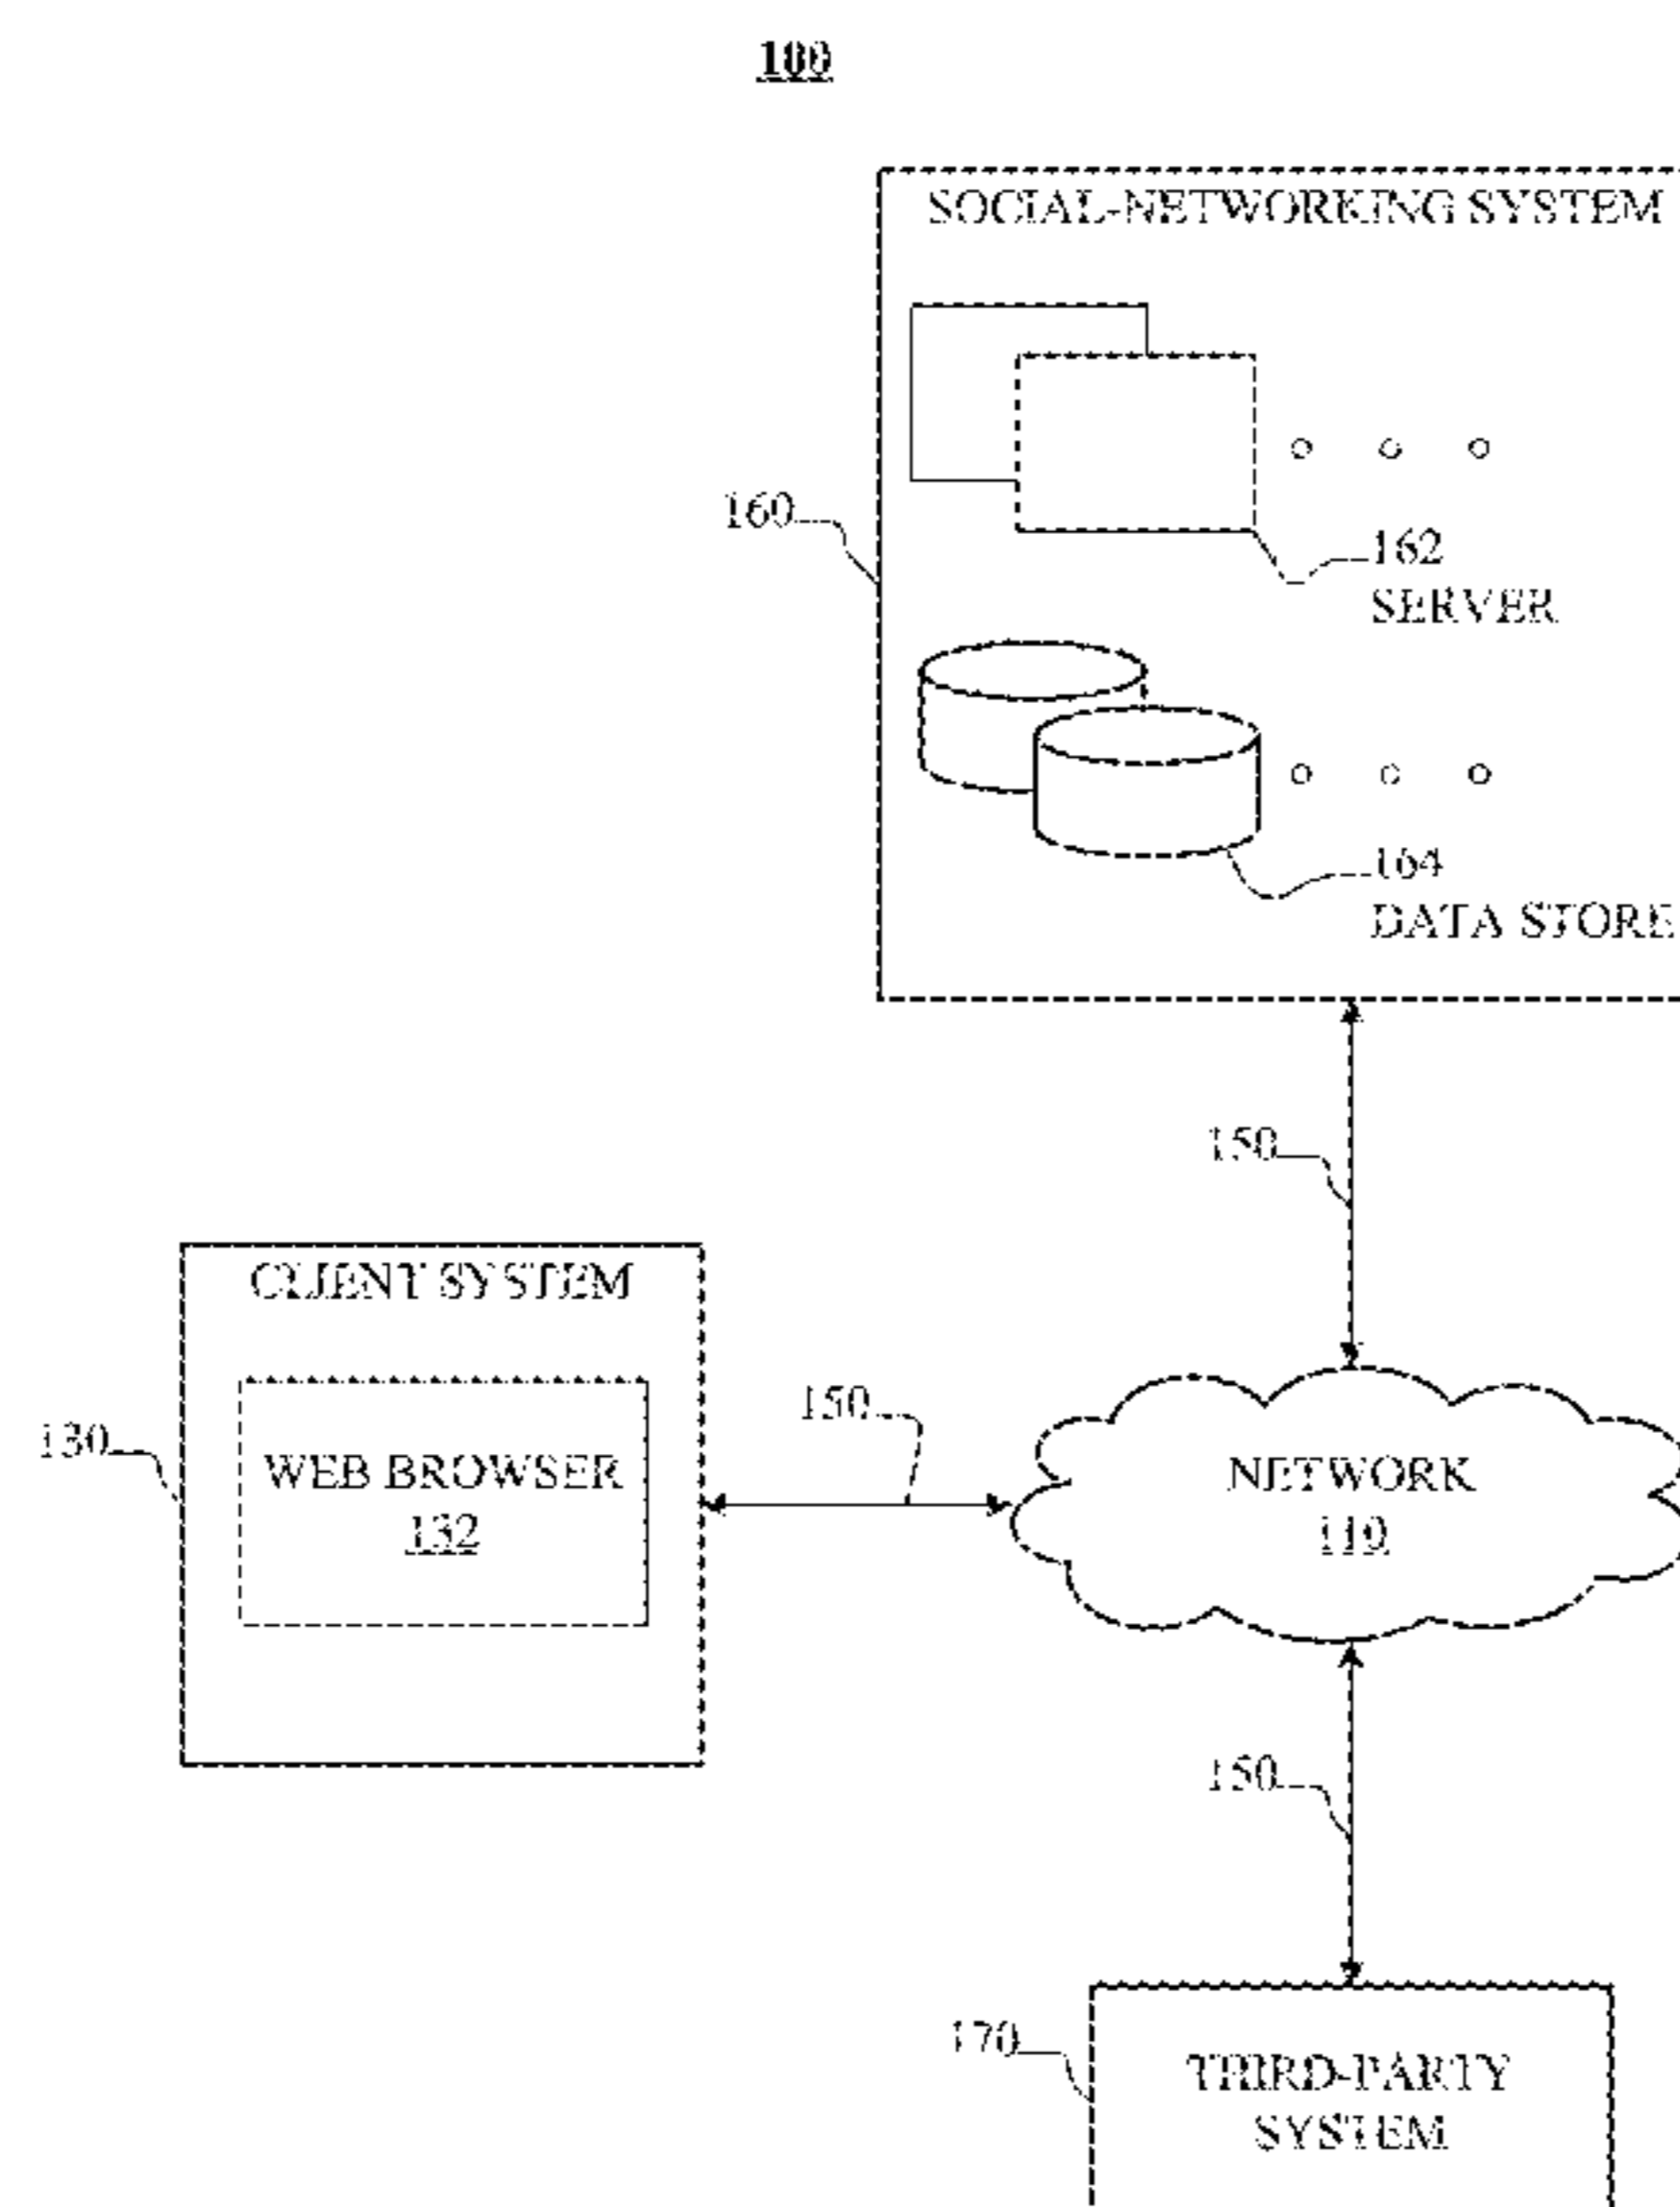 100
SOCIAL-NETWORKING SYSTEM
160
162
SERVER
164
DATA STORE
150
CLIENT SYSTEM
130
WEB BROWSER
132
150
NETWORK
110
150
170
THIRD-PARTY
SYSTEM